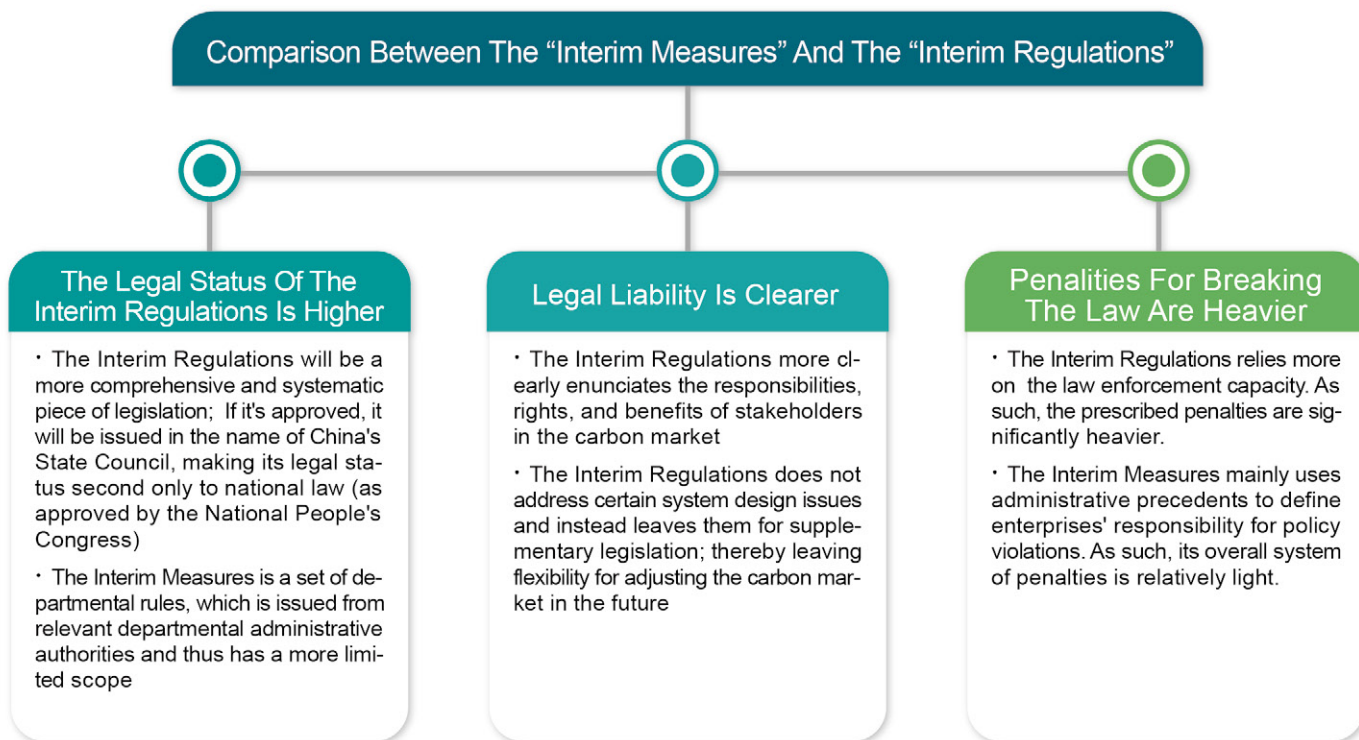 Comparison Between The “Interim Measures” And The “Interim Regulations”
The Legal Status Of The
Interim Regulations Is Higher
· The Interim Regulations will be a
more comprehensive and systematic
piece of legislation; If it's approved, it
will be issued in the name of China's
State Council, making its legal sta-
tus second only to national law (as
approved by the National People's
Congress)
· The Interim Measures is a set of de-
partmental rules, which is issued from
relevant departmental administrative
authorities and thus has a more limi-
ted scope
Legal Liability Is Clearer
· The Interim Regulations more cl-
early enunciates the responsibilities,
rights, and benefits of stakeholders
in the carbon market
· The Interim Regulations does not
address certain system design issues
and instead leaves them for supple-
mentary legislation; thereby leaving
flexibility for adjusting the carbon mar-
ket in the future
Penalities For Breaking
The Law Are Heavier
· The Interim Regulations relies more
on the law enforcement capacity. As
such, the prescribed penalties are sig-
nificantly heavier.
· The Interim Measures mainly uses
administrative precedents to define
enterprises' responsibility for policy
violations. As such, its overall system
of penalties is relatively light.